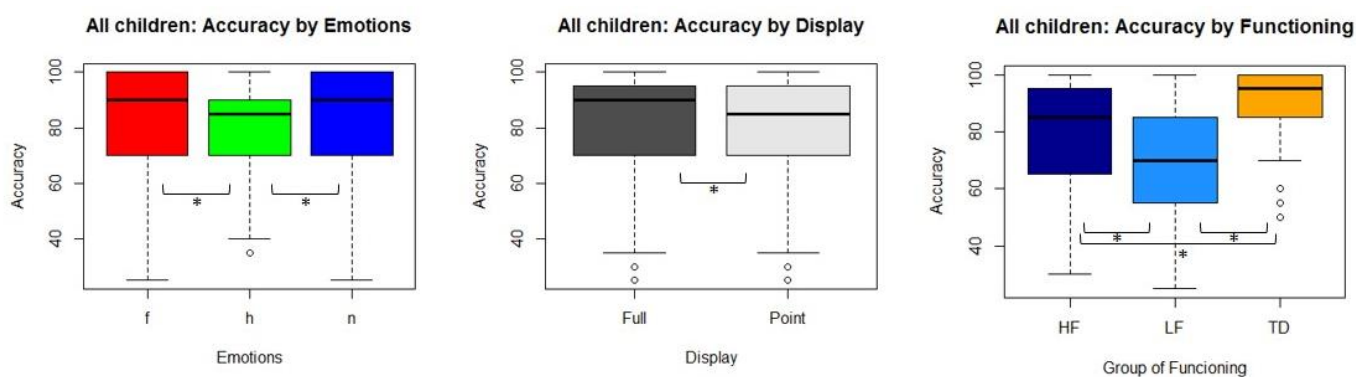 All children: Accuracy by Emotions
100
80
60
40
Accuracy
*
*
f
h
n
Emotions
All children: Accuracy by Display
100
80
60
40
Accuracy
*
Full
Point
Display
All children: Accuracy by Functioning
100
80
60
40
Accuracy
*
*
*
HF
LF
TD
Group of Funcioning